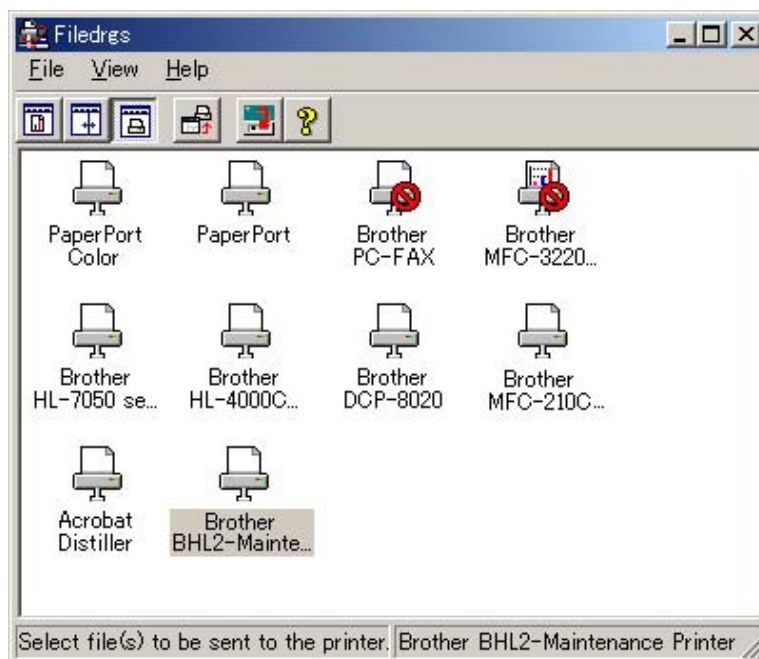 Filedrgs
File View Help
PaperPort
Color
PaperPort
Brother
PC-FAX
Brother
MFC-3220...
Brother
HL-7050 se...
Brother
HL-4000C...
Brother
DCP-8020
Brother
MFC-210C...
Acrobat
Distiller
Brother
BHL2-Mainte...
Select file(s) to be sent to the printer. Brother BHL2-Maintenance Printer